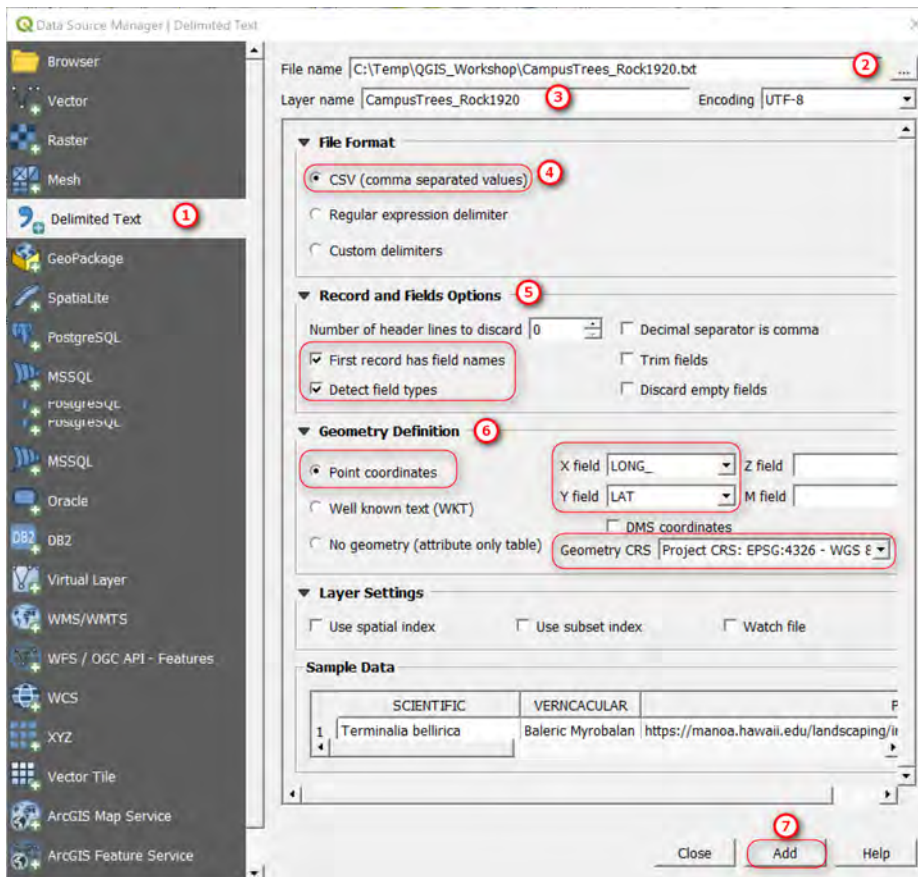 Data Source Manager | Delimited Text
Browser
Vector
Raster
Mesh
Delimited Text 1
GeoPackage
SpatiaLite
PostgreSQL
MSSQL
PostgreSQL
PostgreSQL
MSSQL
Oracle
DB2 DB2
Virtual Layer
WMS/WMTS
WFS / OGC API - Features
WCS
XYZ
Vector Tile
ArcGIS Map Service
ArcGIS Feature Service
File name C:\Temp\QGIS_Workshop\CampusTrees_Rock1920.txt 2 ...
Layer name CampusTrees_Rock1920 3 Encoding UTF-8
File Format
CSV (comma separated values) 4
Regular expression delimiter
Custom delimiters
Record and Fields Options 5
Number of header lines to discard 0 Decimal separator is comma
First record has field names Trim fields
Detect field types Discard empty fields
Geometry Definition 6
Point coordinates X field LONG_ Z field
Y field LAT M field
Well known text (WKT)
DMS coordinates
No geometry (attribute only table) Geometry CRS Project CRS: EPSG:4326 - WGS 8
Layer Settings
Use spatial index Use subset index Watch file
Sample Data
SCIENTIFIC VERNCACULAR P
1 Terminalia bellirica Baleric Myrobalan https://manoa.hawaii.edu/landscaping/i
7
Close Add Help